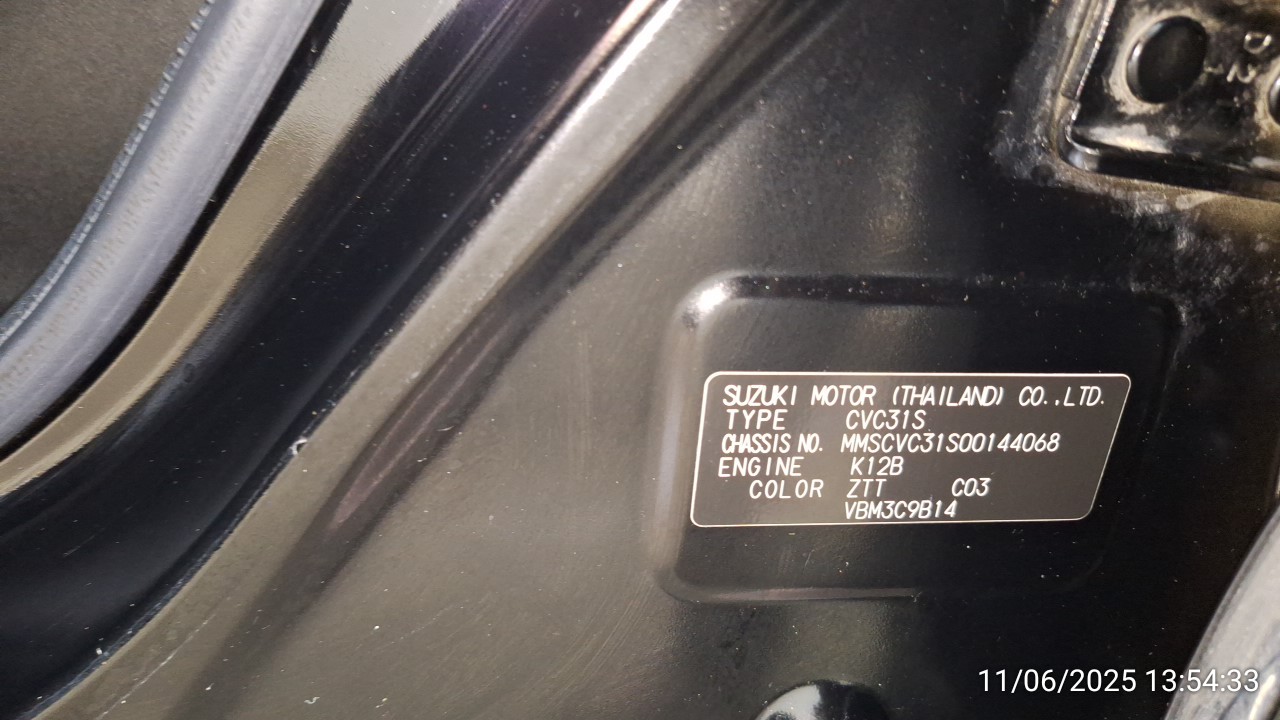 SUZUKI MOTOR (THAILAND) CO.,LTD.
TYPE CVC31S
CHASSIS NO. MMSCVC31S00144068
ENGINE K12B
COLOR ZTT C03
VBM3C9B14
11/06/2025 13:54:33